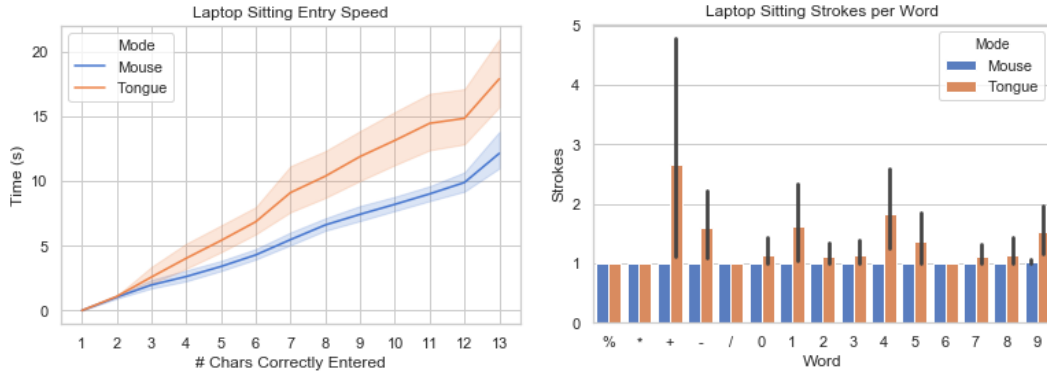 Laptop Sitting Entry Speed
Mode
Mouse
Tongue
20
15
10
5
0
Time (s)
1 2 3 4 5 6 7 8 9 10 11 12 13
# Chars Correctly Entered
Laptop Sitting Strokes per Word
Mode
Mouse
Tongue
5
4
3
2
1
0
Strokes
% * + - / 0 1 2 3 4 5 6 7 8 9
Word